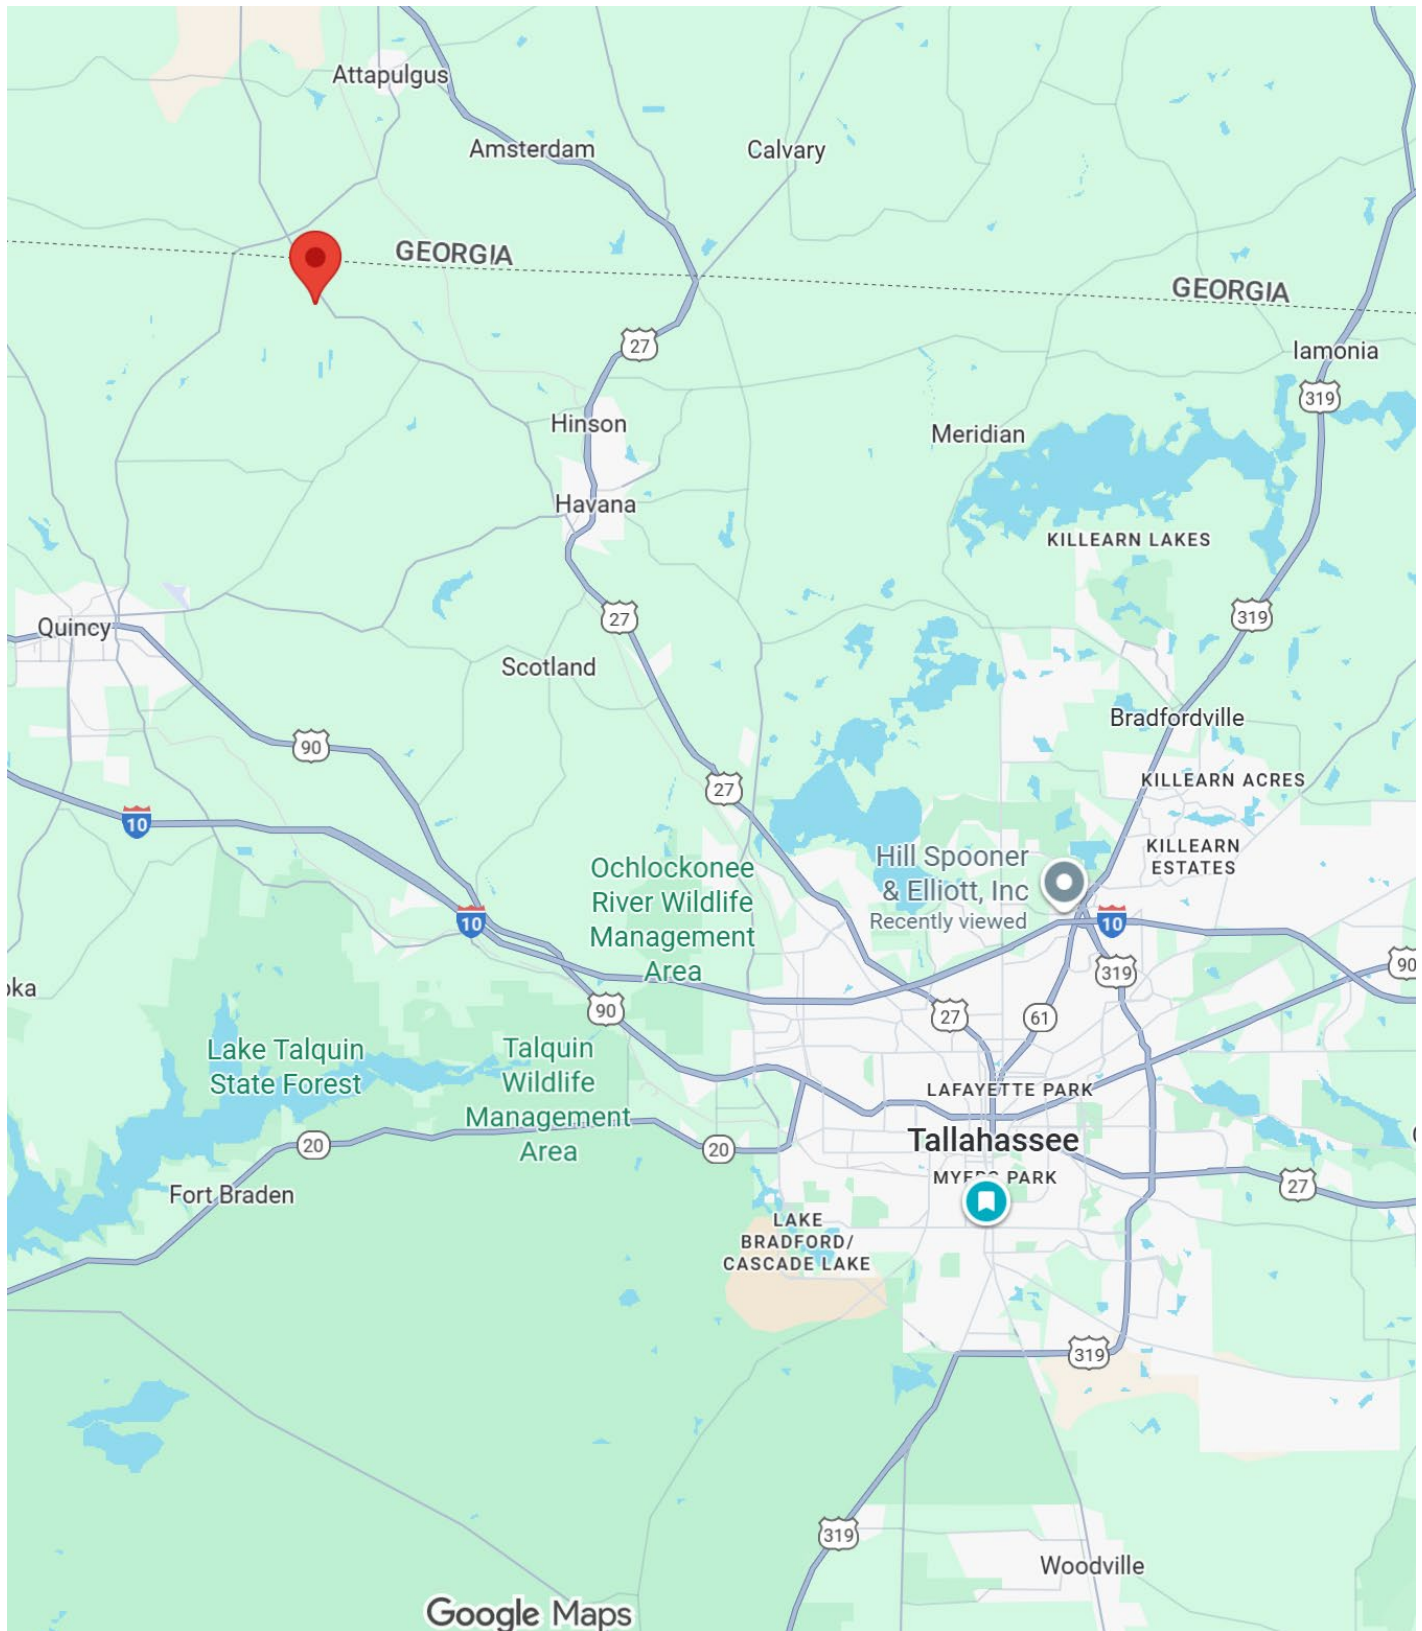 Attapulgus
Amsterdam
Calvary
GEORGIA
GEORGIA
27
Iamonia
319
Hinson
Meridian
Havana
KILLEARN LAKES
27
319
Quincy
Scotland
Bradfordville
90
KILLEARN ACRES
27
10
KILLEARN
ESTATES
Hill Spooner
& Elliott, Inc
Recently viewed
Ochlockonee
River Wildlife
Management
Area
10
10
90
319
oka
90
27
61
Lake Talquin
State Forest
Talquin
Wildlife
Management
Area
LAFAYETTE PARK
20
20
Tallahassee
MYERS PARK
27
Fort Braden
LAKE
BRADFORD/
CASCADE LAKE
319
319
Woodville
Google Maps